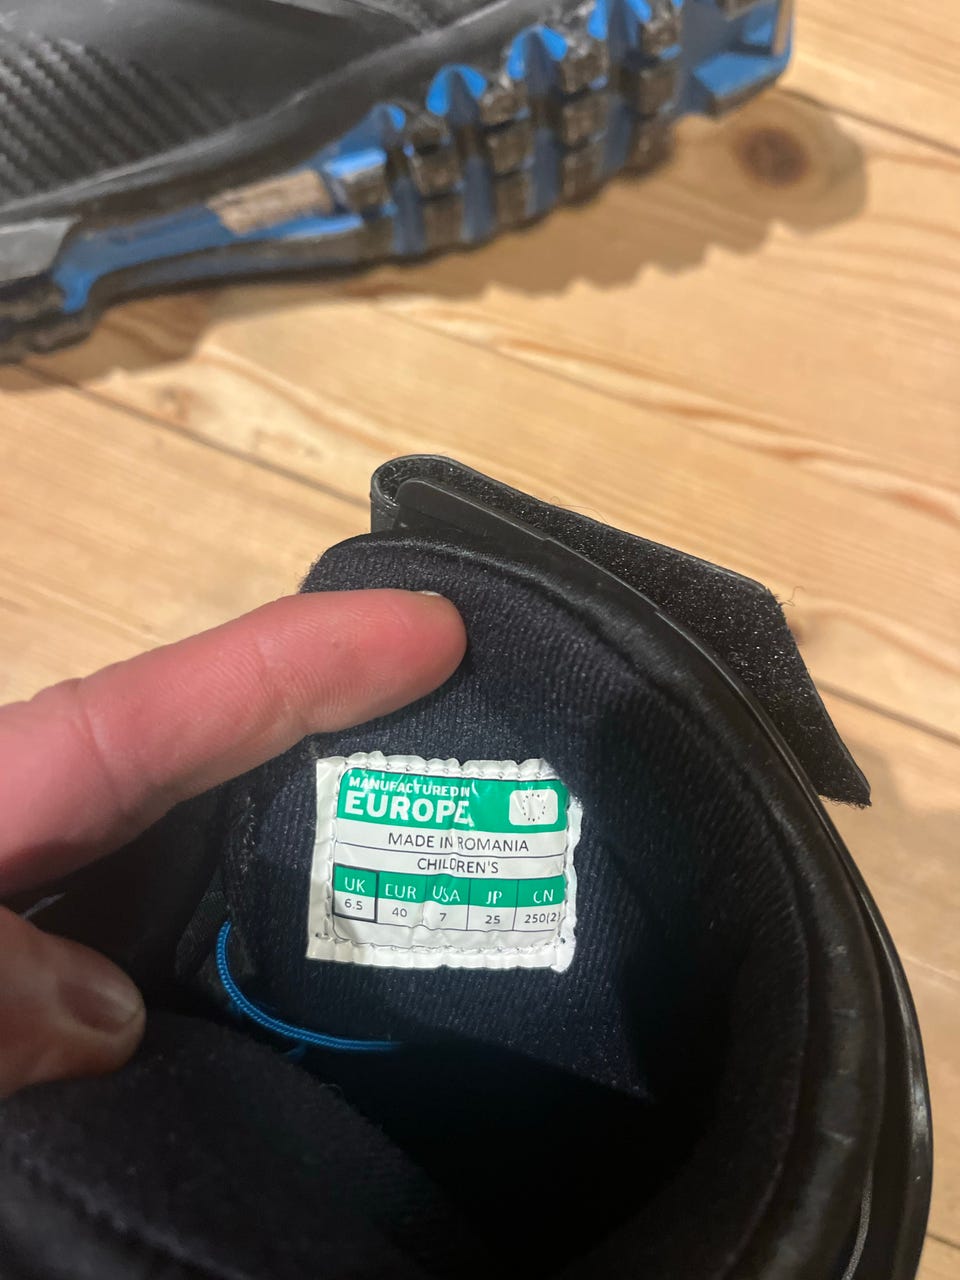 MANUFACTURED IN
EUROPE
MADE IN ROMANIA
CHILDREN'S
UK EUR USA JP CN
6.5 40 7 25 250(2